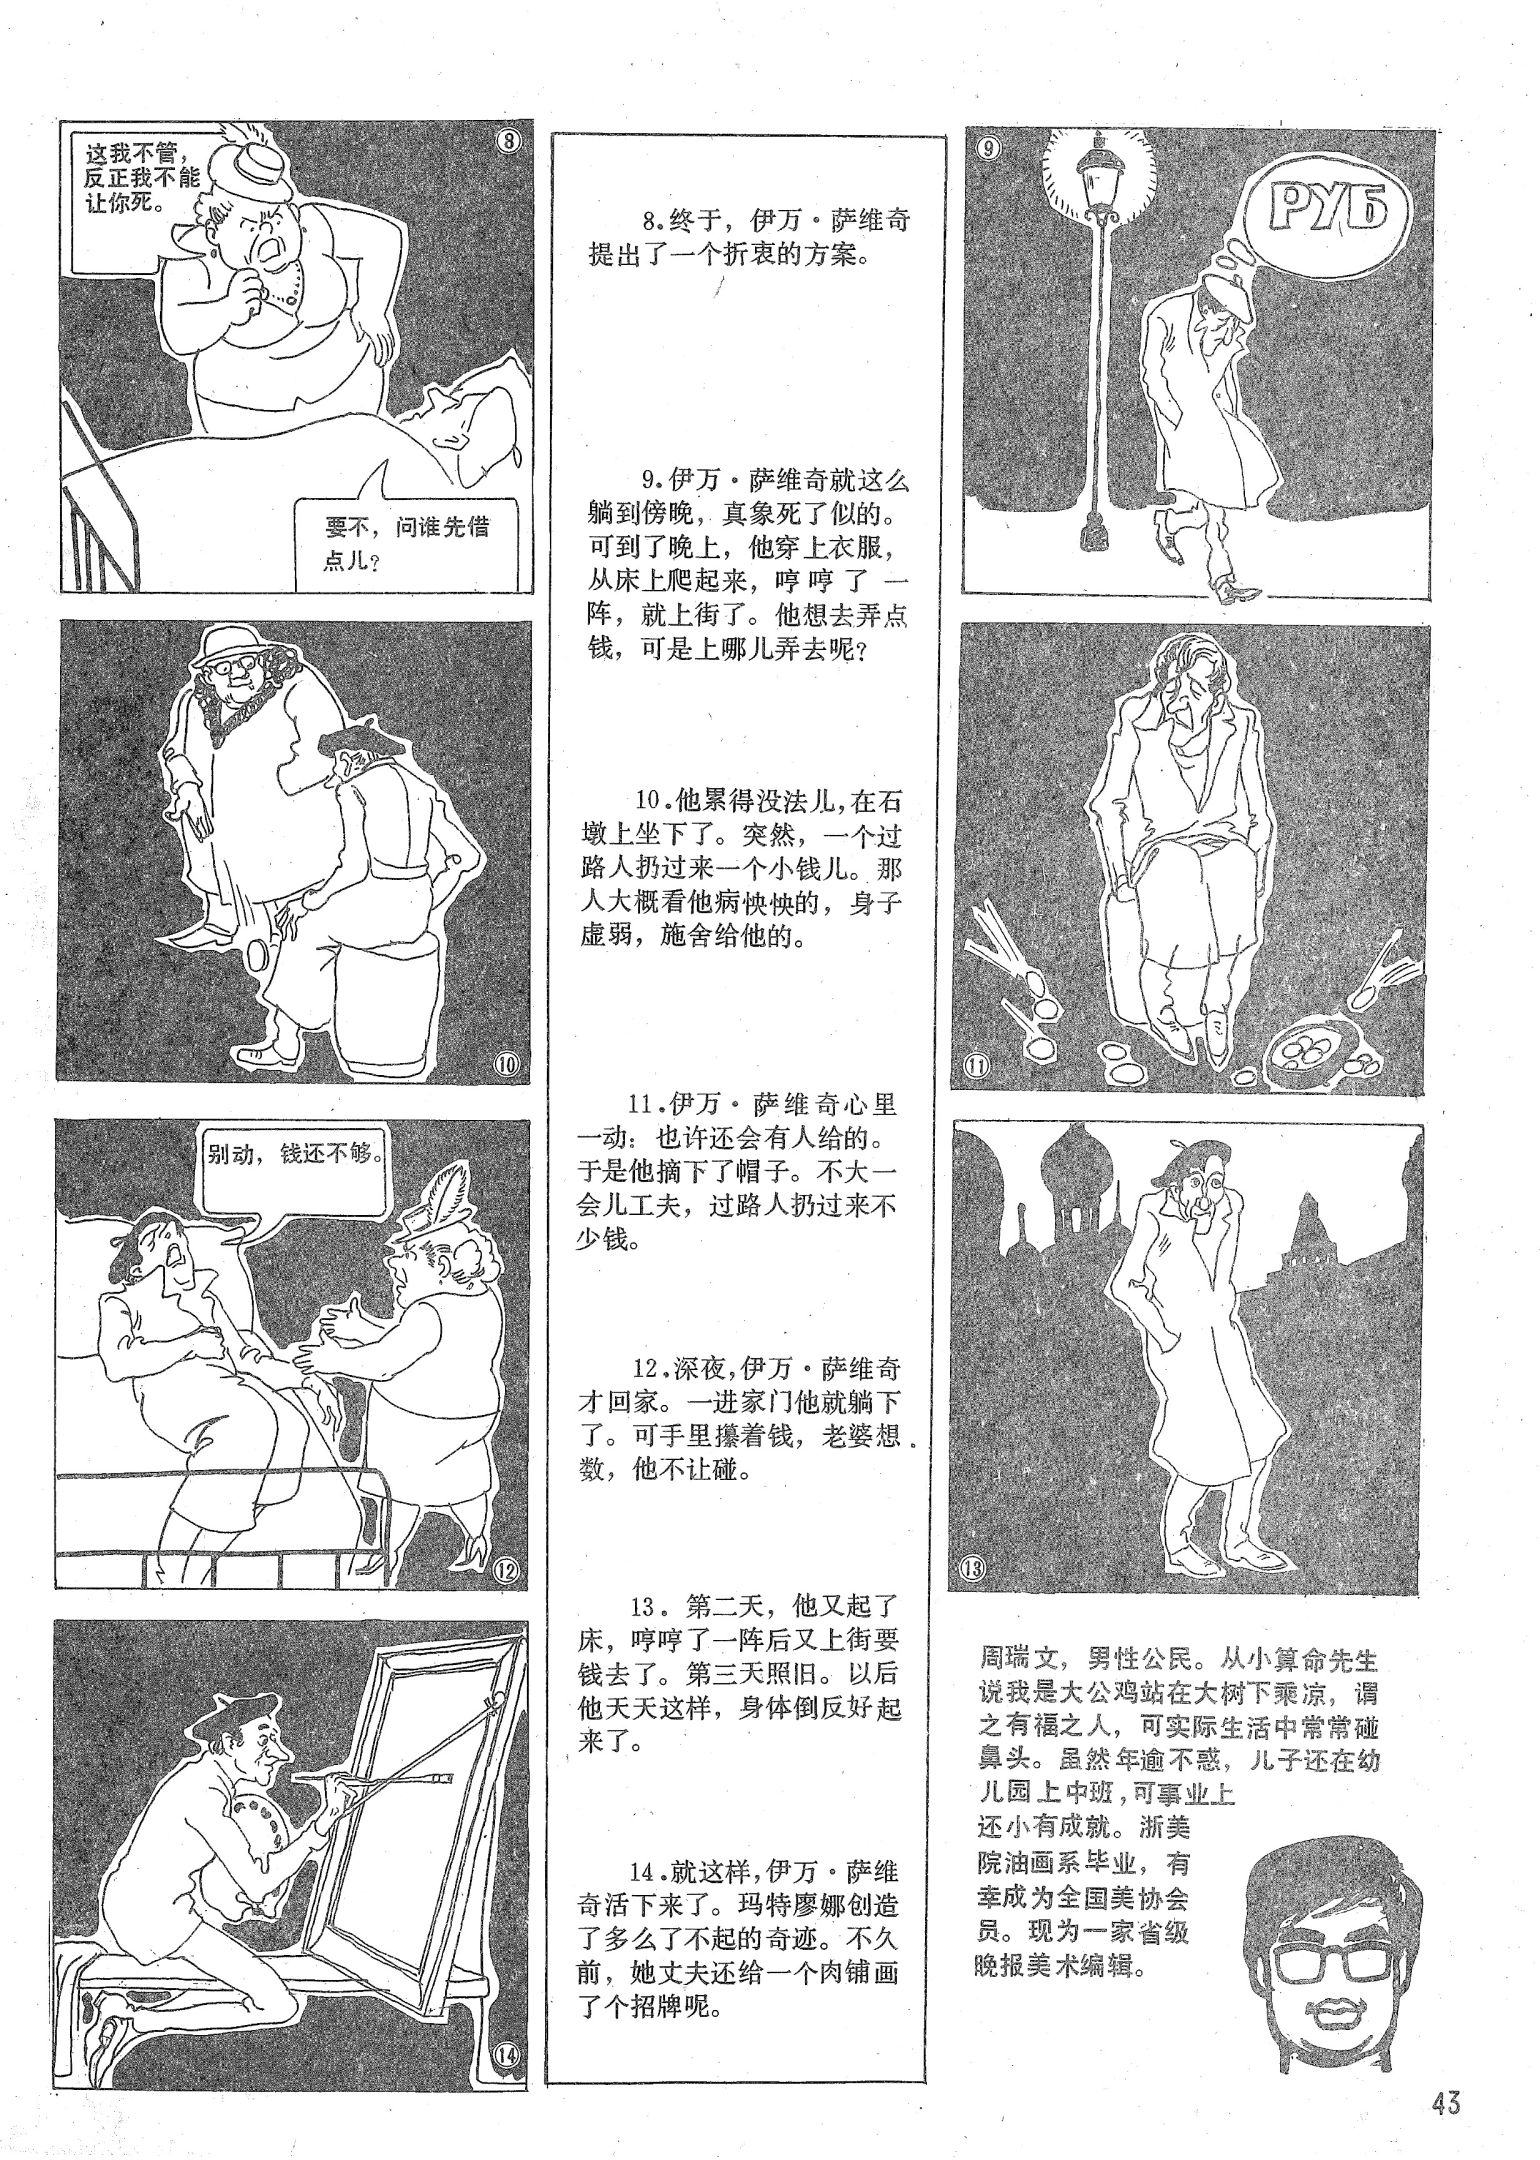 这我不管，
反正我不能
让你死。
⑧
要不，问谁先借
点儿？
8.终于，伊万·萨维奇
提出了一个折衷的方案。
⑨
РУБ
9.伊万·萨维奇就这么
躺到傍晚，真象死了似的。
可到了晚上，他穿上衣服，
从床上爬起来，哼哼了一
阵，就上街了。他想去弄点
钱，可是上哪儿弄去呢？
⑩
10.他累得没法儿，在石
墩上坐下了。突然，一个过
路人扔过来一个小钱儿。那
人大概看他病怏怏的，身子
虚弱，施舍给他的。
⑪
11.伊万·萨维奇心里
一动：也许还会有人给的。
于是他摘下了帽子。不大一
会儿工夫，过路人扔过来不
少钱。
别动，钱还不够。
⑫
12.深夜，伊万·萨维奇
才回家。一进家门他就躺下
了。可手里攥着钱，老婆想
数，他不让碰。
⑬
13.第二天，他又起了
床，哼哼了一阵后又上街要
钱去了。第三天照旧。以后
他天天这样，身体倒反好起
来了。
⑭
14.就这样，伊万·萨维
奇活下来了。玛特廖娜创造
了多么了不起的奇迹。不久
前，她丈夫还给一个肉铺画
了个招牌呢。
周瑞文，男性公民。从小算命先生
说我是大公鸡站在大树下乘凉，谓
之有福之人，可实际生活中常常碰
鼻头。虽然年逾不惑，儿子还在幼
儿园上中班，可事业上
还小有成就。浙美
院油画系毕业，有
幸成为全国美协会
员。现为一家省级
晚报美术编辑。
43